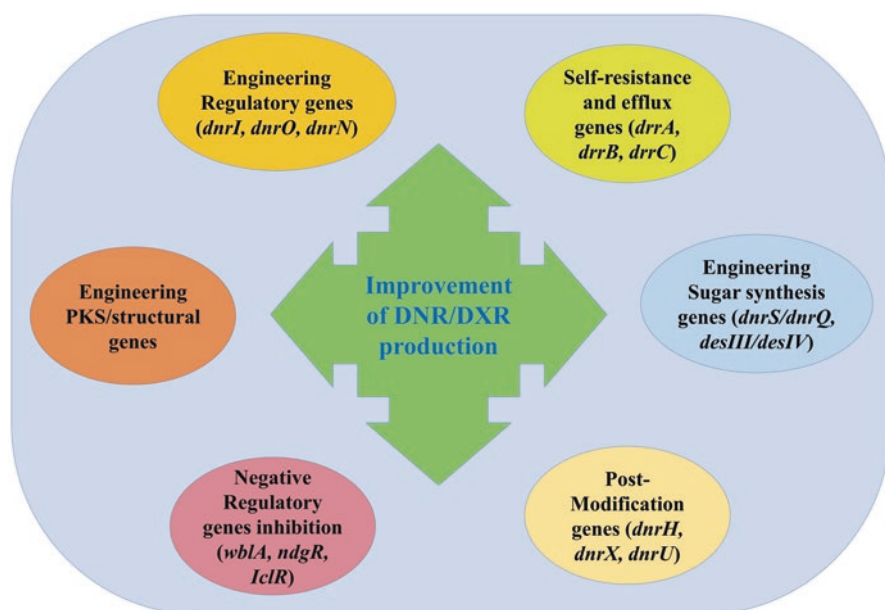 Engineering
Regulatory genes
(dnrI, dnrO, dnrN)
Self-resistance
and efflux
genes (drrA,
drrB, drrC)
Engineering
PKS/structural
genes
Improvement
of DNR/DXR
production
Engineering
Sugar synthesis
genes (dnrS/dnrQ,
desIII/desIV)
Negative
Regulatory
genes inhibition
(wblA, ndgR,
IclR)
Post-
Modification
genes (dnrH,
dnrX, dnrU)